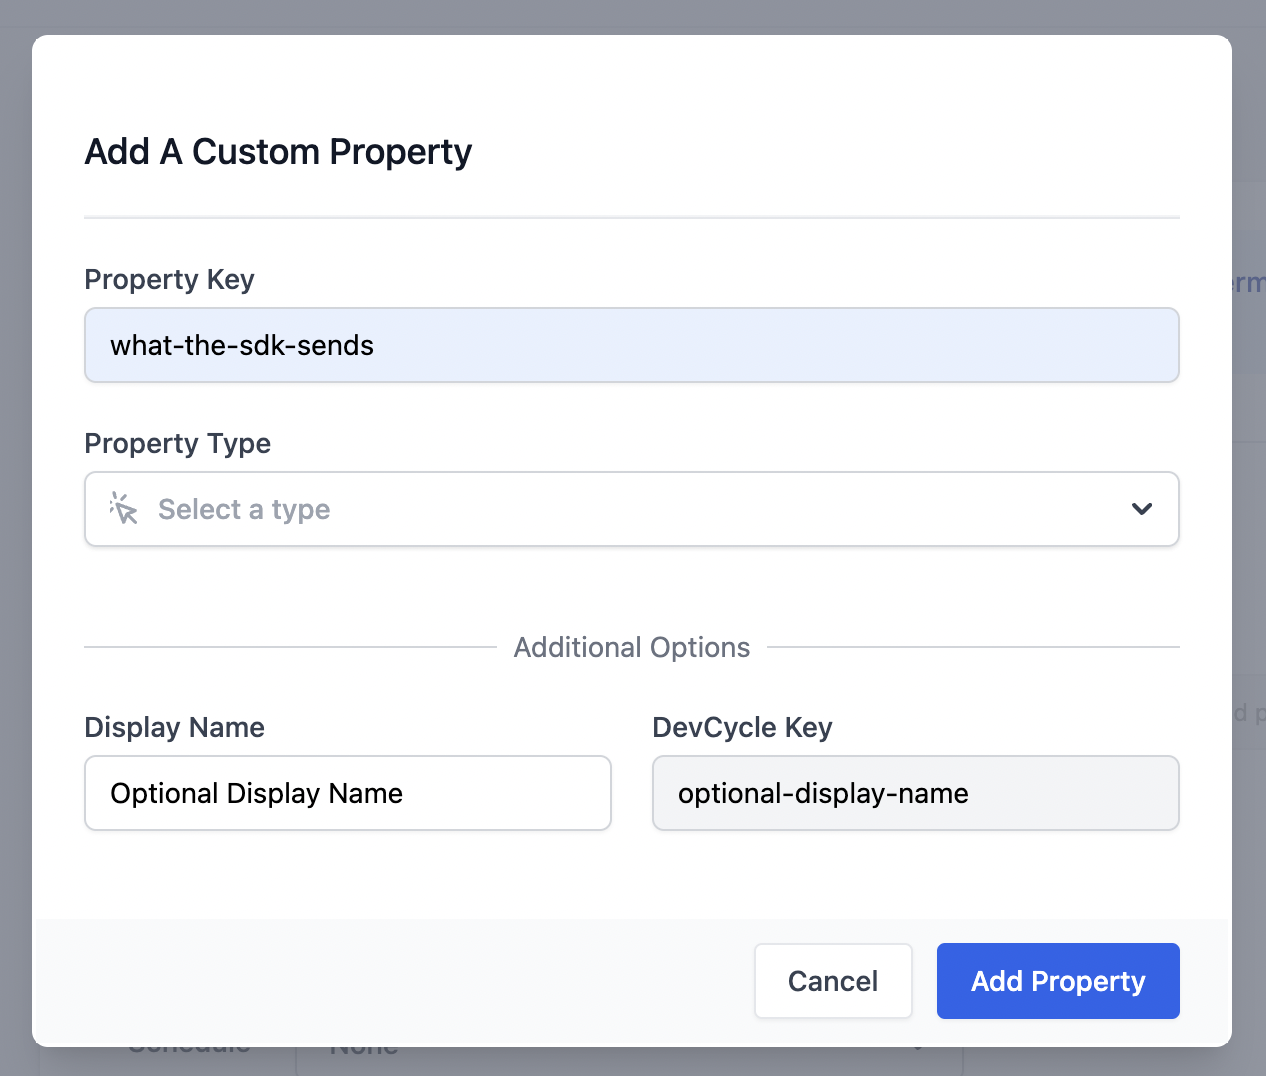 Add A Custom Property
Property Key
what-the-sdk-sends
Property Type
Select a type
Additional Options
Display Name
DevCycle Key
Optional Display Name
optional-display-name
Cancel
Add Property
None